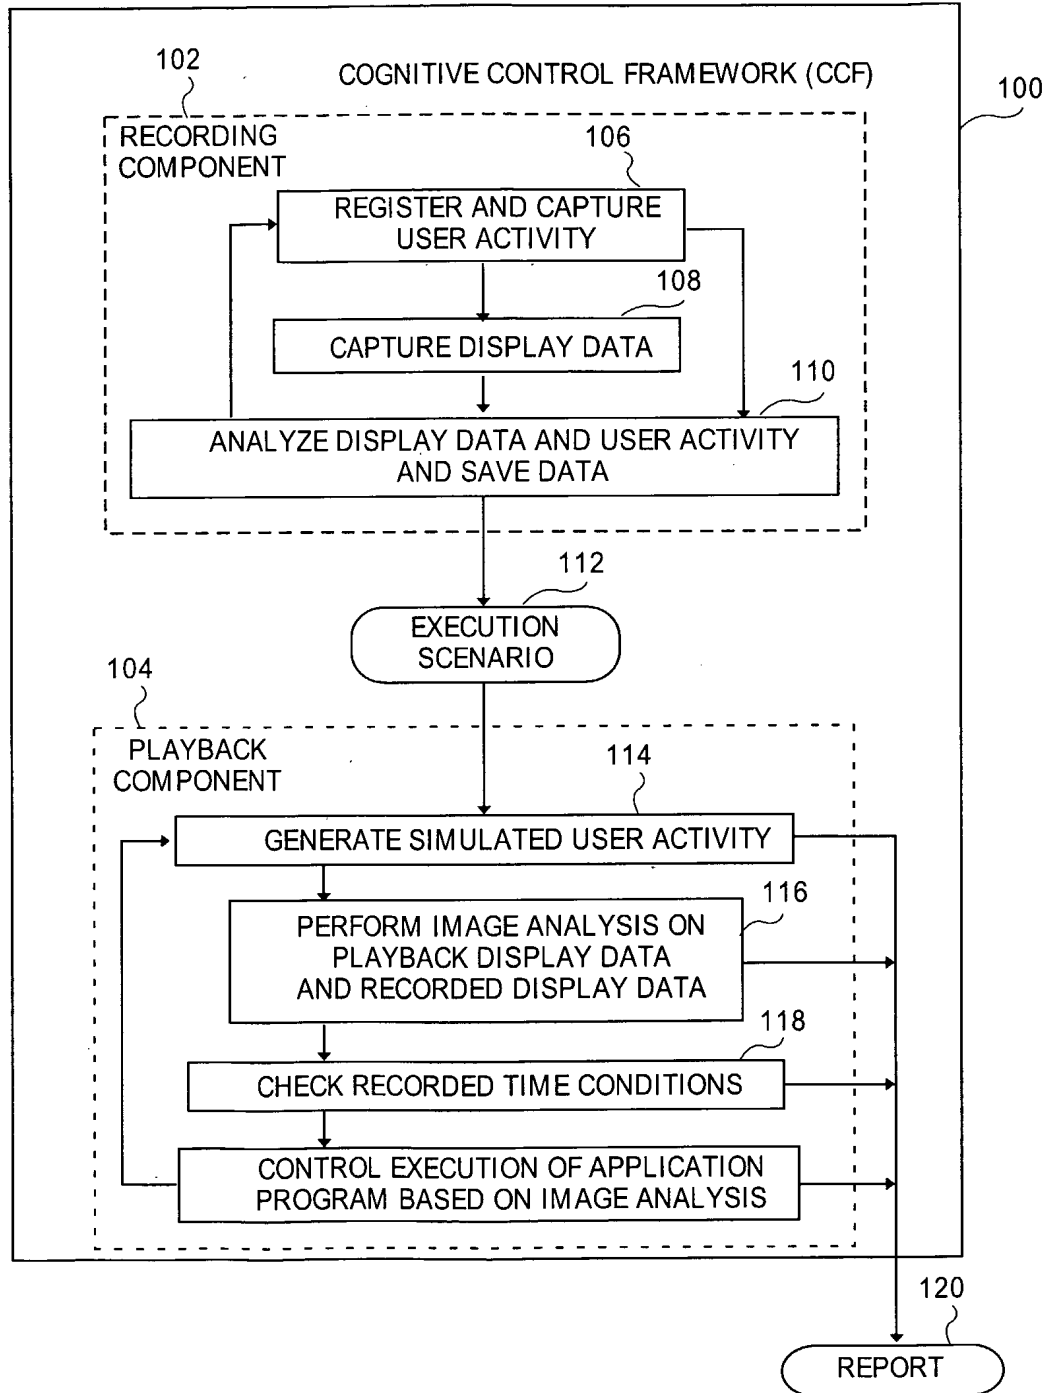 COGNITIVE CONTROL FRAMEWORK (CCF)
100
102
RECORDING
COMPONENT
106
REGISTER AND CAPTURE
USER ACTIVITY
108
CAPTURE DISPLAY DATA
110
ANALYZE DISPLAY DATA AND USER ACTIVITY
AND SAVE DATA
112
EXECUTION
SCENARIO
104
PLAYBACK
COMPONENT
114
GENERATE SIMULATED USER ACTIVITY
116
PERFORM IMAGE ANALYSIS ON
PLAYBACK DISPLAY DATA
AND RECORDED DISPLAY DATA
118
CHECK RECORDED TIME CONDITIONS
CONTROL EXECUTION OF APPLICATION
PROGRAM BASED ON IMAGE ANALYSIS
120
REPORT